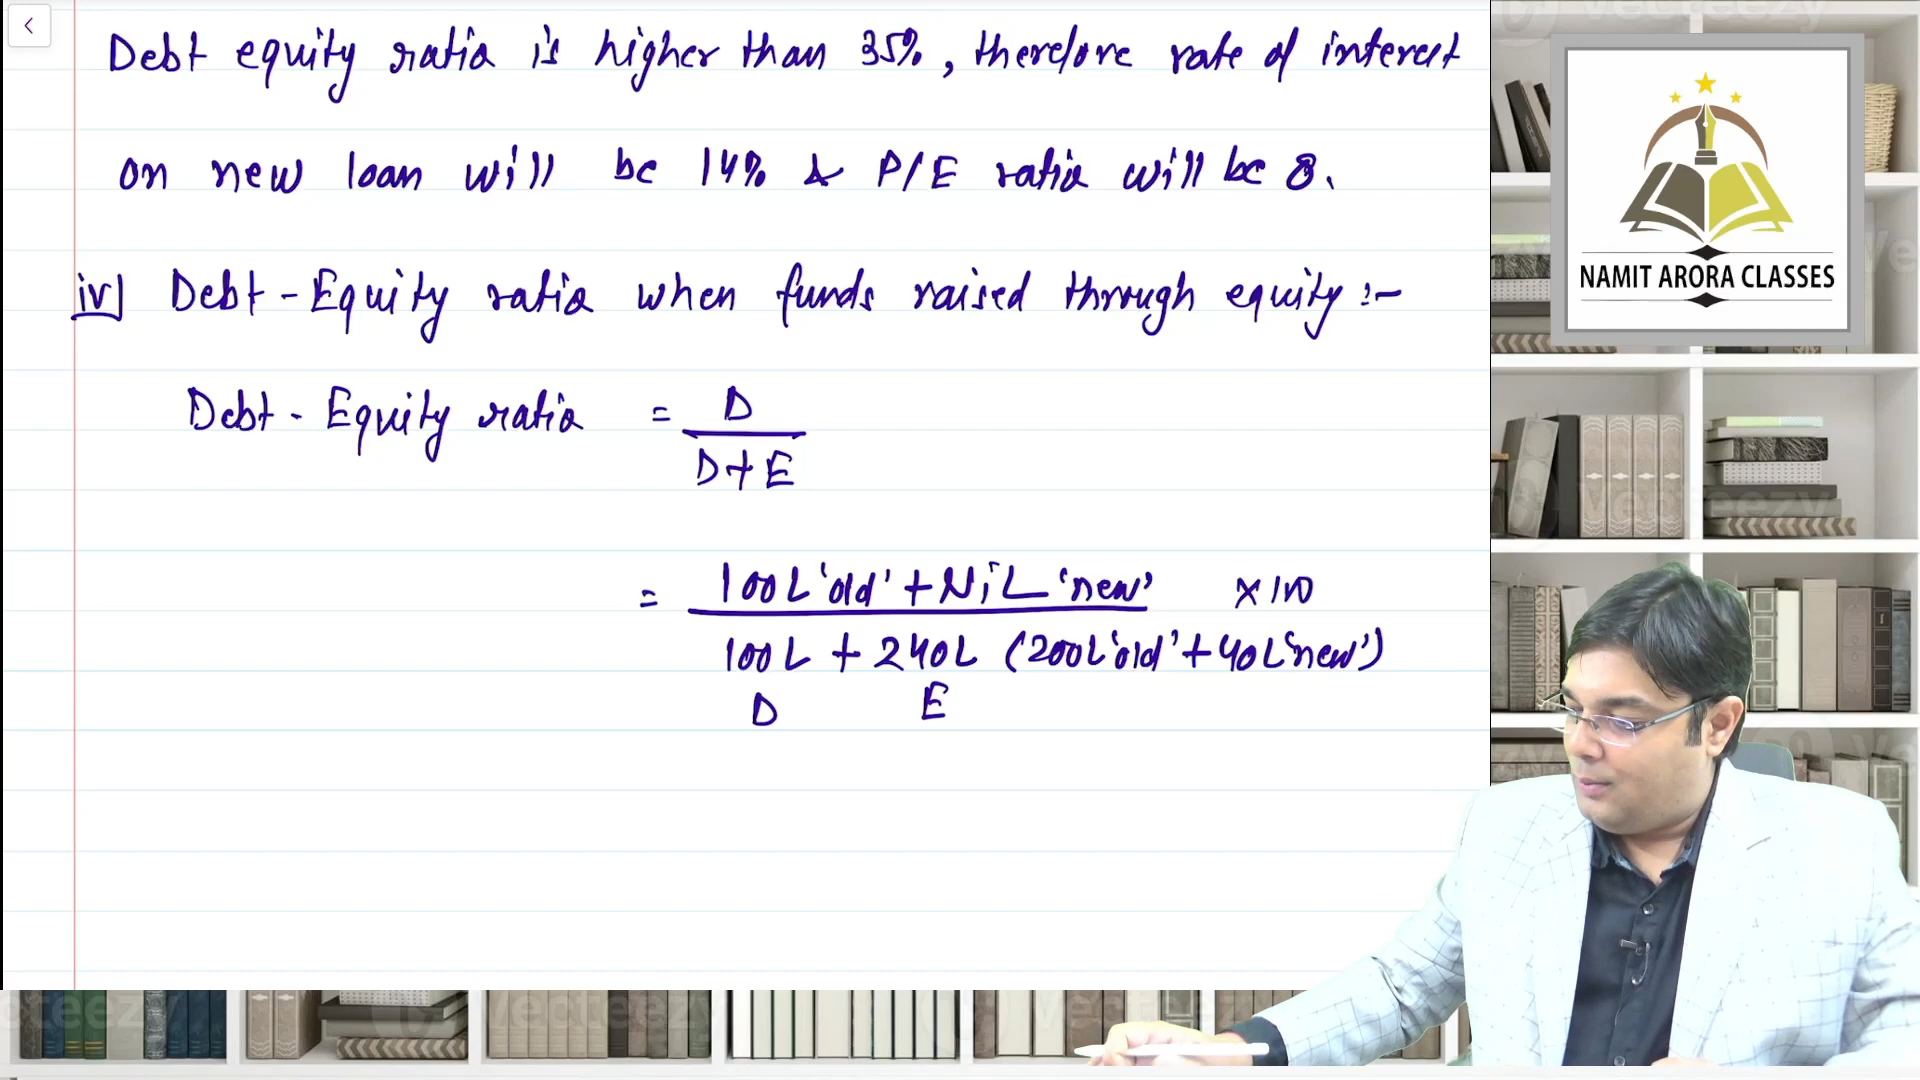 Debt equity ratio is higher than 35%, therefore rate of interest
on new loan will be 14% & P/E ratio will be 8.
iv) Debt-Equity ratio when funds raised through equity :-
Debt-Equity ratio = D
D+E
= 100L 'old' + NiL 'new' × 100
100L + 240L (200L 'old' + 40L 'new')
D E
NAMIT ARORA CLASSES
Vecteezy